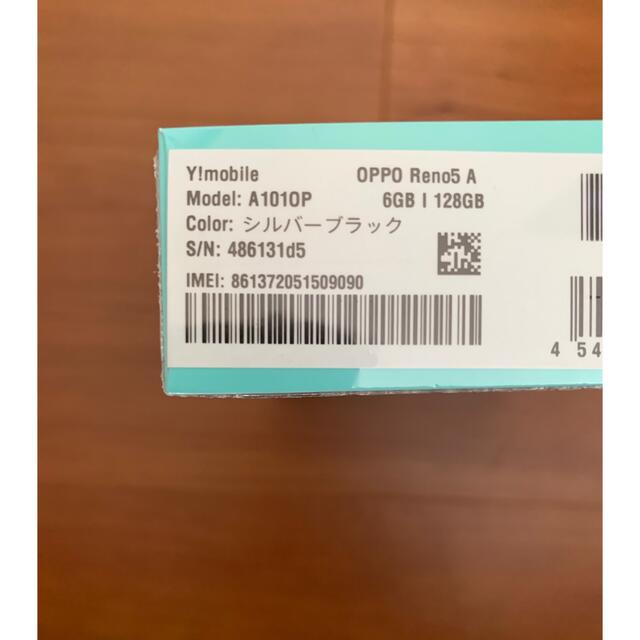 Y!mobile OPPO Reno5 A
Model: A101OP 6GB | 128GB
Color: シルバーブラック
S/N: 486131d5
IMEI: 861372051509090
4 54